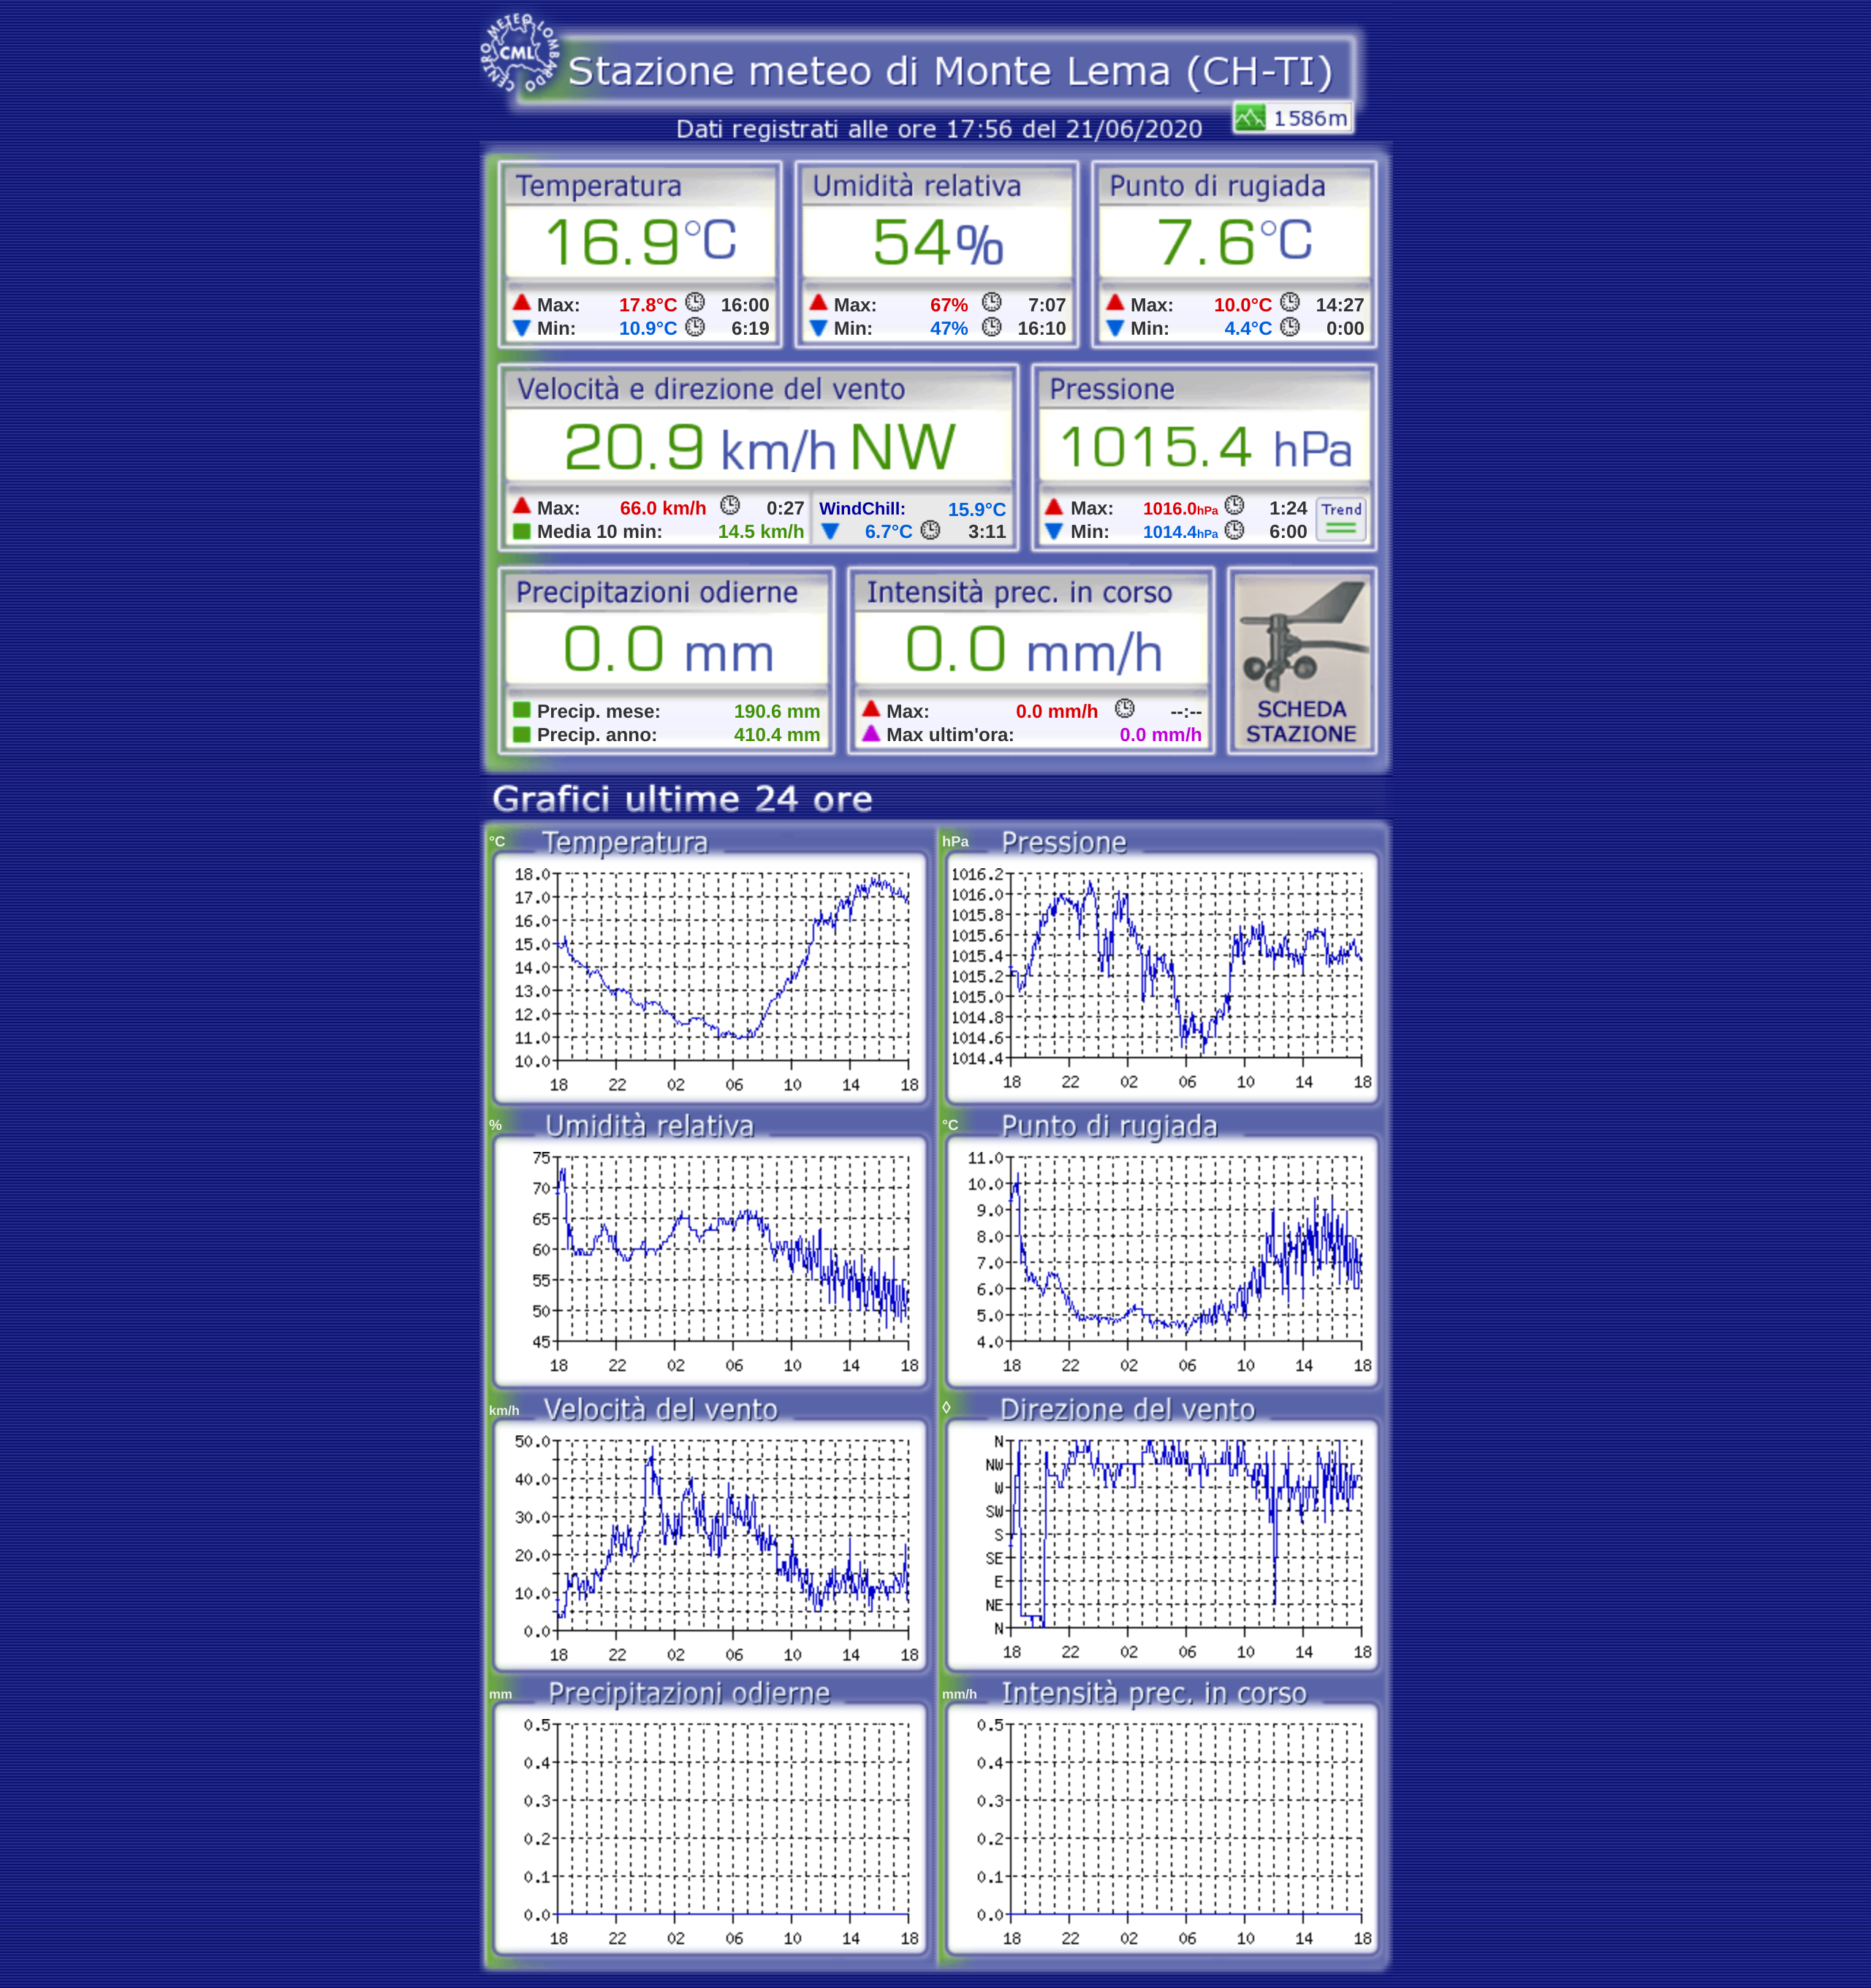 CENTRO METEO LOMBARDO
CML
Stazione meteo di Monte Lema (CH-TI)
1586m
Dati registrati alle ore 17:56 del 21/06/2020
Temperatura
16.9°C
Max: 17.8°C 16:00
Min: 10.9°C 6:19
Umidità relativa
54%
Max: 67% 7:07
Min: 47% 16:10
Punto di rugiada
7.6°C
Max: 10.0°C 14:27
Min: 4.4°C 0:00
Velocità e direzione del vento
20.9 km/h NW
Max: 66.0 km/h 0:27
Media 10 min: 14.5 km/h
WindChill: 15.9°C
6.7°C 3:11
Pressione
1015.4 hPa
Max: 1016.0hPa 1:24
Min: 1014.4hPa 6:00
Trend
Precipitazioni odierne
0.0 mm
Precip. mese: 190.6 mm
Precip. anno: 410.4 mm
Intensità prec. in corso
0.0 mm/h
Max: 0.0 mm/h --:--
Max ultim'ora: 0.0 mm/h
SCHEDA
STAZIONE
Grafici ultime 24 ore
°C Temperatura
18.0
17.0
16.0
15.0
14.0
13.0
12.0
11.0
10.0
18 22 02 06 10 14 18
hPa Pressione
1016.2
1016.0
1015.8
1015.6
1015.4
1015.2
1015.0
1014.8
1014.6
1014.4
18 22 02 06 10 14 18
% Umidità relativa
75
70
65
60
55
50
45
18 22 02 06 10 14 18
°C Punto di rugiada
11.0
10.0
9.0
8.0
7.0
6.0
5.0
4.0
18 22 02 06 10 14 18
km/h Velocità del vento
50.0
40.0
30.0
20.0
10.0
0.0
18 22 02 06 10 14 18
◊ Direzione del vento
N
NW
W
SW
S
SE
E
NE
N
18 22 02 06 10 14 18
mm Precipitazioni odierne
0.5
0.4
0.3
0.2
0.1
0.0
18 22 02 06 10 14 18
mm/h Intensità prec. in corso
0.5
0.4
0.3
0.2
0.1
0.0
18 22 02 06 10 14 18